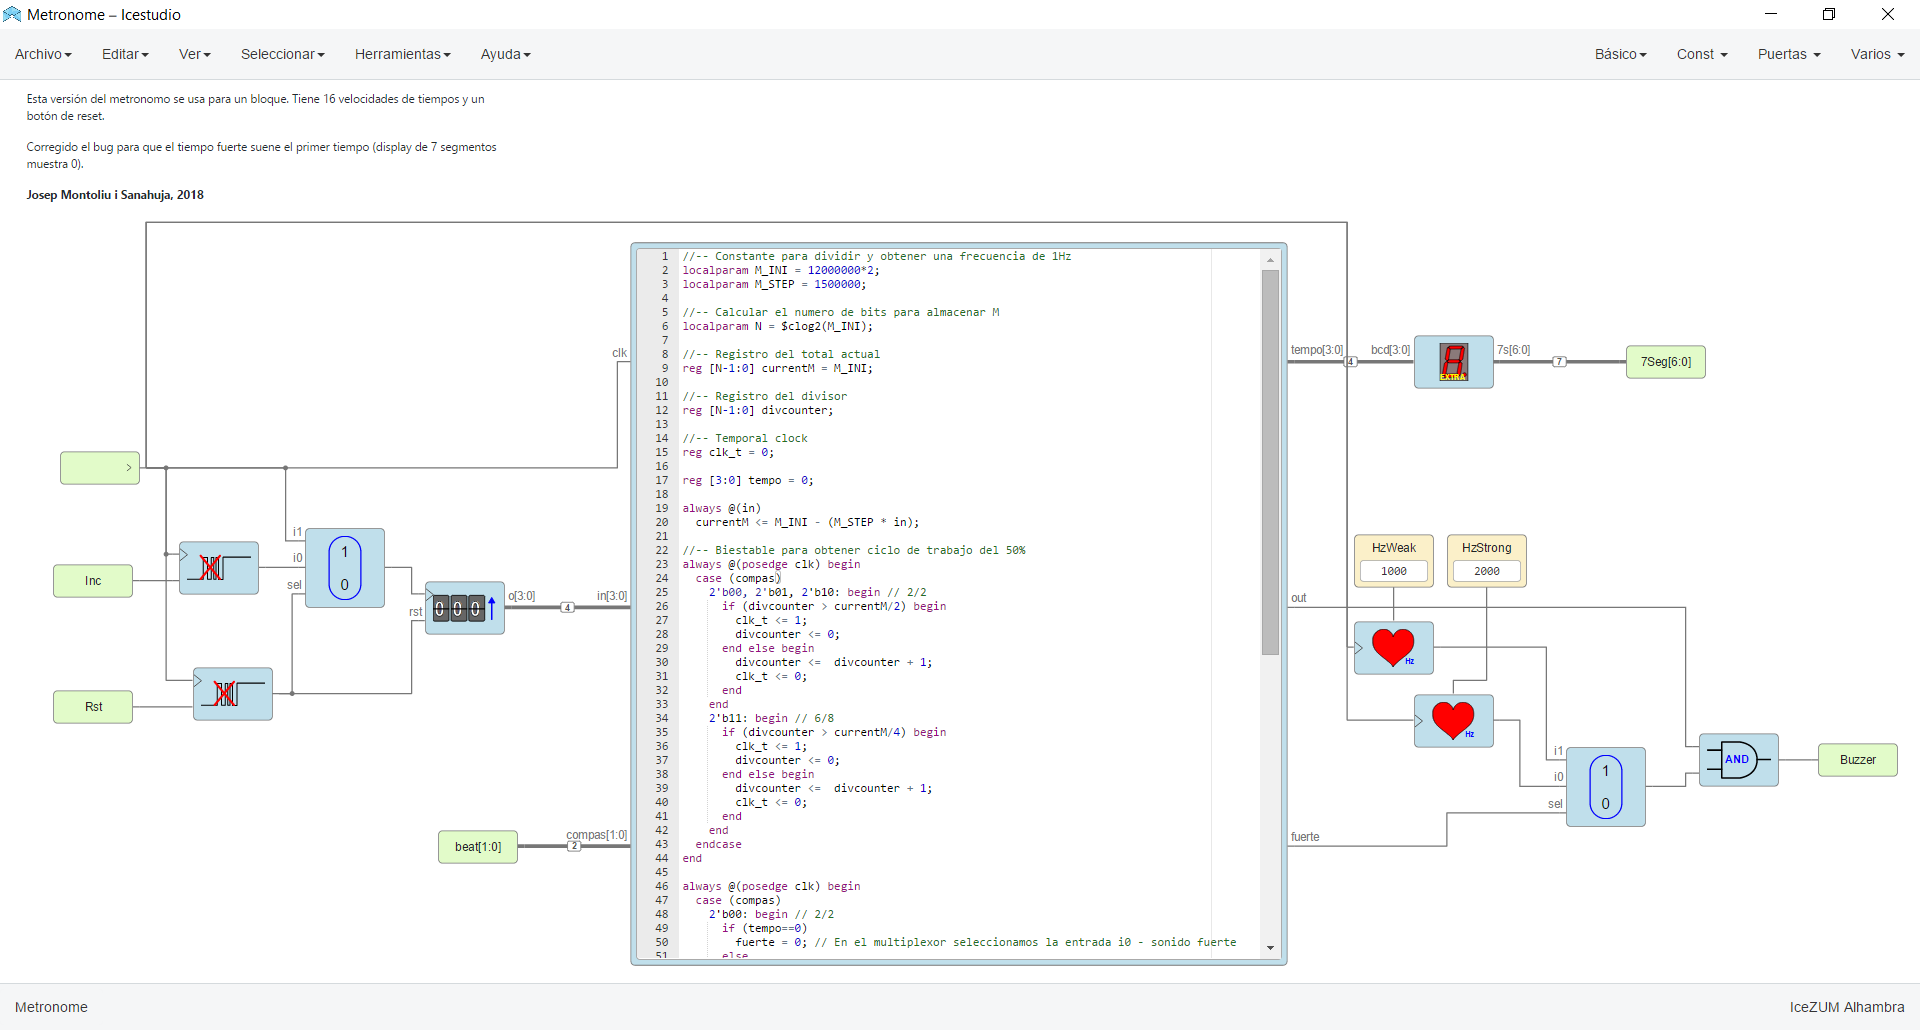 Metronome – Icestudio
Archivo Editar Ver Seleccionar Herramientas Ayuda Básico Const Puertas Varios
Esta versión del metronomo se usa para un bloque. Tiene 16 velocidades de tiempos y un
botón de reset.
Corregido el bug para que el tiempo fuerte suene el primer tiempo (display de 7 segmentos
muestra 0).
Josep Montoliu i Sanahuja, 2018
1 //-- Constante para dividir y obtener una frecuencia de 1Hz
2 localparam M_INI = 12000000*2;
3 localparam M_STEP = 1500000;
4
5 //-- Calcular el numero de bits para almacenar M
6 localparam N = $clog2(M_INI);
7
8 //-- Registro del total actual
9 reg [N-1:0] currentM = M_INI;
10
11 //-- Registro del divisor
12 reg [N-1:0] divcounter;
13
14 //-- Temporal clock
15 reg clk_t = 0;
16
17 reg [3:0] tempo = 0;
18
19 always @(in)
20 currentM <= M_INI - (M_STEP * in);
21
22 //-- Biestable para obtener ciclo de trabajo del 50%
23 always @(posedge clk) begin
24 case (compas)
25 2'b00, 2'b01, 2'b10: begin // 2/2
26 if (divcounter > currentM/2) begin
27 clk_t <= 1;
28 divcounter <= 0;
29 end else begin
30 divcounter <= divcounter + 1;
31 clk_t <= 0;
32 end
33 end
34 2'b11: begin // 6/8
35 if (divcounter > currentM/4) begin
36 clk_t <= 1;
37 divcounter <= 0;
38 end else begin
39 divcounter <= divcounter + 1;
40 clk_t <= 0;
41 end
42 end
43 endcase
44 end
45
46 always @(posedge clk) begin
47 case (compas)
48 2'b00: begin // 2/2
49 if (tempo==0)
50 fuerte = 0; // En el multiplexor seleccionamos la entrada i0 - sonido fuerte
51 else
clk
in[3:0]
compas[1:0]
tempo[3:0]
out
fuerte
Inc
Rst
i1
i0
sel
1
0
rst
000
o[3:0]
4
beat[1:0]
2
4
bcd[3:0]
EXTRA
7s[6:0]
7
7Seg[6:0]
HzWeak
1000
HzStrong
2000
Hz
Hz
i1
i0
sel
1
0
AND
Buzzer
Metronome
IceZUM Alhambra